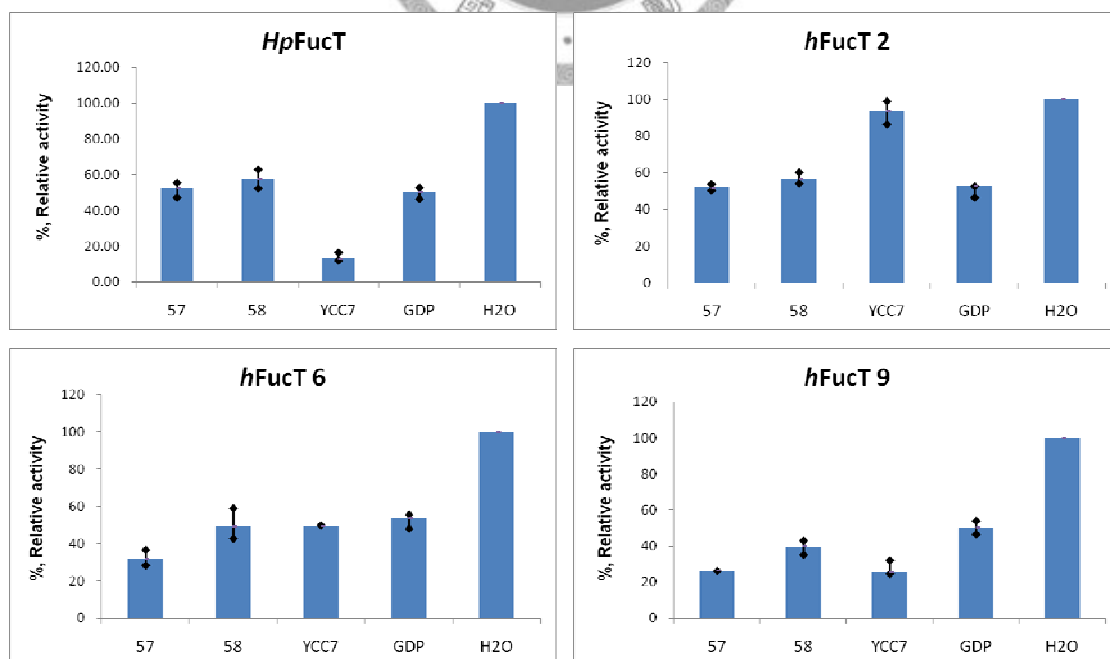 HpFucT
120.00
100.00
80.00
60.00
40.00
20.00
0.00
%, Relative activity
57 58 YCC7 GDP H2O
hFucT 2
120
100
80
60
40
20
0
%, Relative activity
57 58 YCC7 GDP H2O
hFucT 6
120
100
80
60
40
20
0
%, Relative activity
57 58 YCC7 GDP H2O
hFucT 9
120
100
80
60
40
20
0
%, Relative activity
57 58 YCC7 GDP H2O